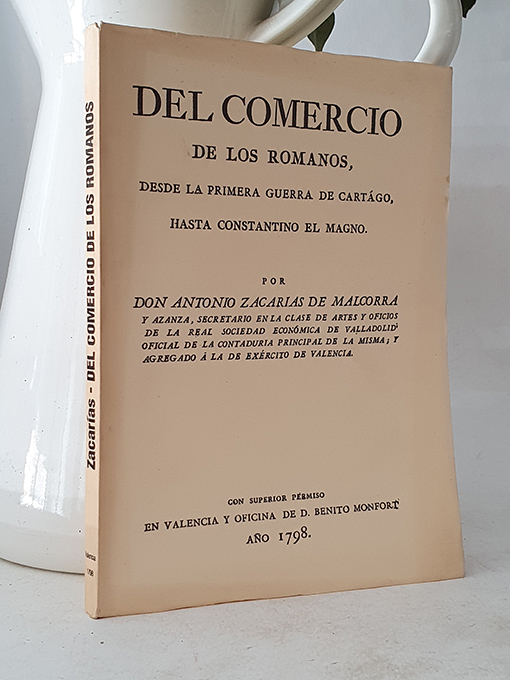 DEL COMERCIO
DE LOS ROMANOS,
DESDE LA PRIMERA GUERRA DE CARTÁGO,
HASTA CONSTANTINO EL MAGNO.
POR
DON ANTONIO ZACARIAS DE MALCORRA
Y AZANZA, SECRETARIO EN LA CLASE DE ARTES Y OFICIOS
DE LA REAL SOCIEDAD ECONÓMICA DE VALLADOLID:
OFICIAL DE LA CONTADURIA PRINCIPAL DE LA MISMA; Y
AGREGADO Á LA DE EXÉRCITO DE VALENCIA.
CON SUPERIOR PÉRMISO
EN VALENCIA Y OFICINA DE D. BENITO MONFORT
AÑO 1798.
Zacarías - DEL COMERCIO DE LOS ROMANOS
Valencia
1798